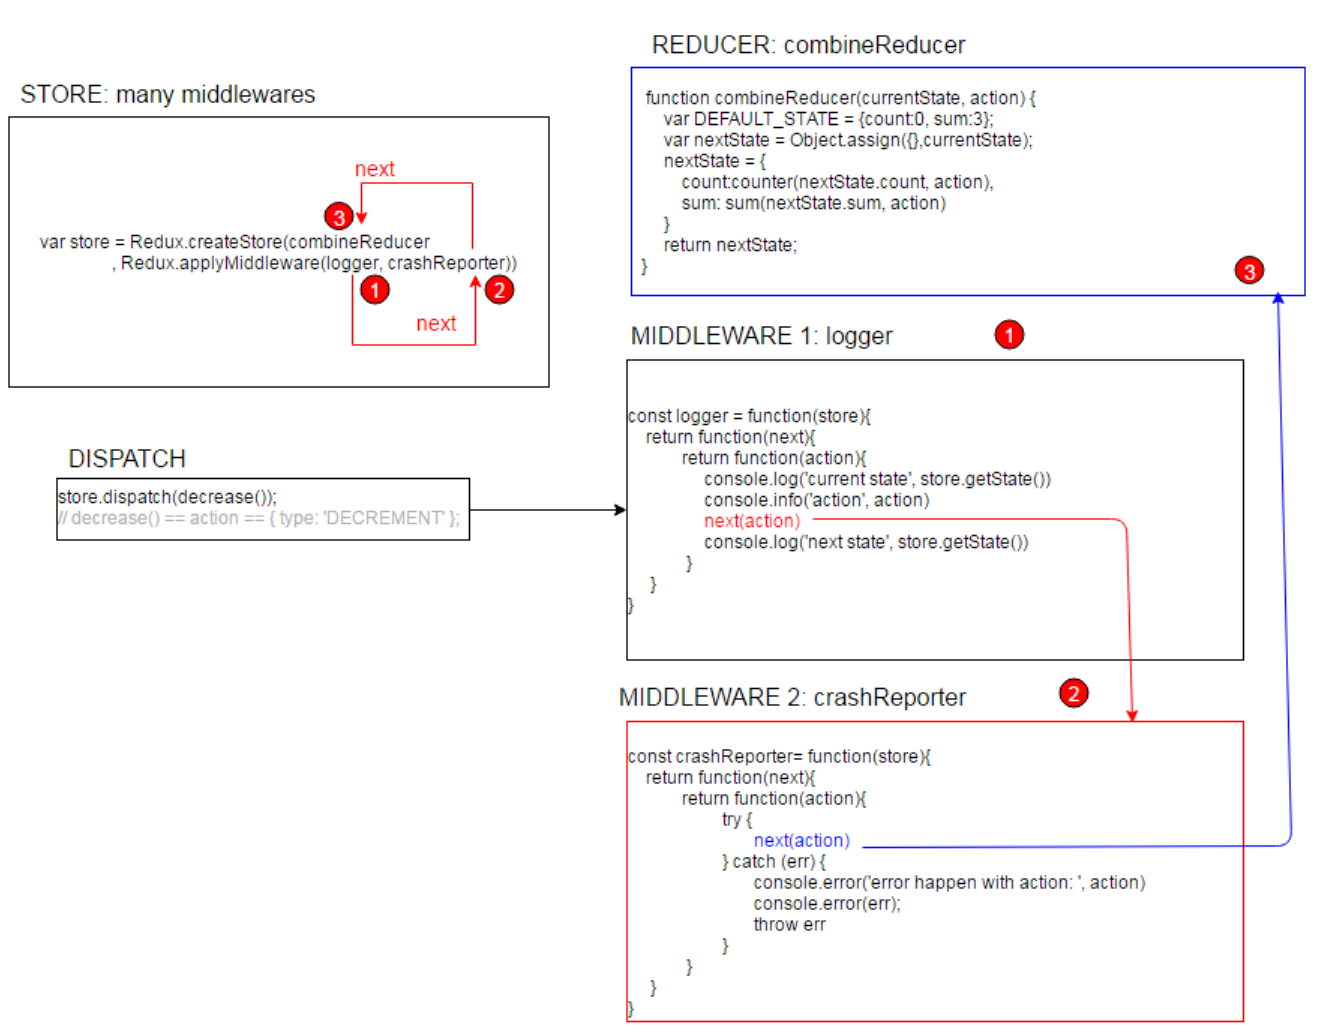 STORE: many middlewares
next
3
var store = Redux.createStore(combineReducer
, Redux.applyMiddleware(logger, crashReporter))
1
2
next
DISPATCH
store.dispatch(decrease());
// decrease() == action == { type: 'DECREMENT' };
REDUCER: combineReducer
function combineReducer(currentState, action) {
var DEFAULT_STATE = {count:0, sum:3};
var nextState = Object.assign({},currentState);
nextState = {
count:counter(nextState.count, action),
sum: sum(nextState.sum, action)
}
return nextState;
}
3
MIDDLEWARE 1: logger
1
const logger = function(store){
return function(next){
return function(action){
console.log('current state', store.getState())
console.info('action', action)
next(action)
console.log('next state', store.getState())
}
}
}
MIDDLEWARE 2: crashReporter
2
const crashReporter= function(store){
return function(next){
return function(action){
try {
next(action)
} catch (err) {
console.error('error happen with action: ', action)
console.error(err);
throw err
}
}
}
}